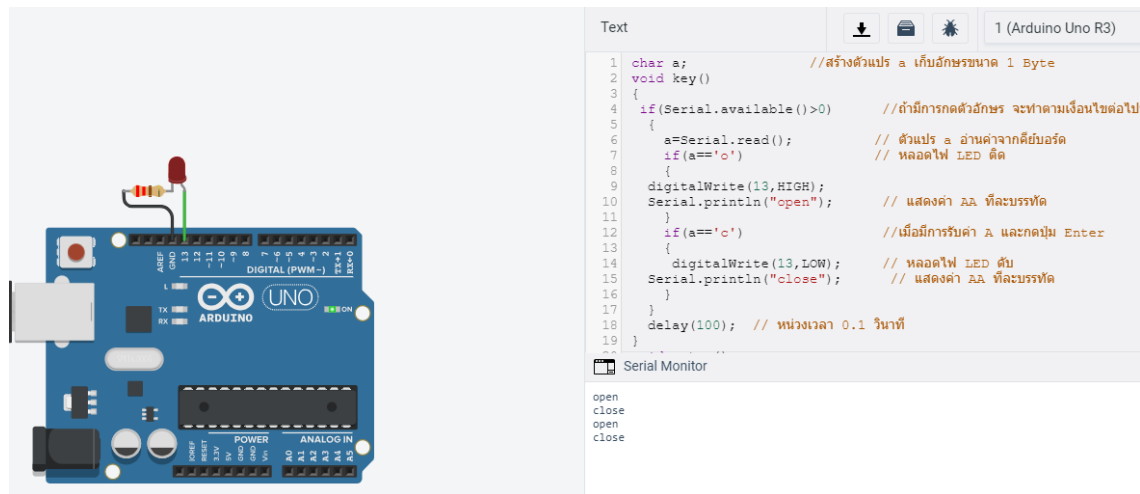 Text
1 (Arduino Uno R3)
1 char a; //สร้างตัวแปร a เก็บอักษรขนาด 1 Byte
2 void key()
3 {
4 if(Serial.available()>0) //ถ้ามีการกดตัวอักษร จะทำตามเงื่อนไขต่อไป
5 {
6 a=Serial.read(); // ตัวแปร a อ่านค่าจากคีย์บอร์ด
7 if(a=='o') // หลอดไฟ LED ติด
8 {
9 digitalWrite(13,HIGH);
10 Serial.println("open"); // แสดงค่า AA ทีละบรรทัด
11 }
12 if(a=='c') //เมื่อมีการรับค่า A และกดปุ่ม Enter
13 {
14 digitalWrite(13,LOW); // หลอดไฟ LED ดับ
15 Serial.println("close"); // แสดงค่า AA ทีละบรรทัด
16 }
17 }
18 delay(100); // หน่วงเวลา 0.1 วินาที
19 }
Serial Monitor
open
close
open
close
AREF
GND
13
12
~11
~10
~9
8
7
~6
~5
4
~3
2
TX→1
RX←0
DIGITAL (PWM~)
L
TX
RX
ARDUINO
UNO
ON
POWER
ANALOG IN
IOREF
RESET
3.3V
5V
GND
GND
Vin
A0
A1
A2
A3
A4
A5